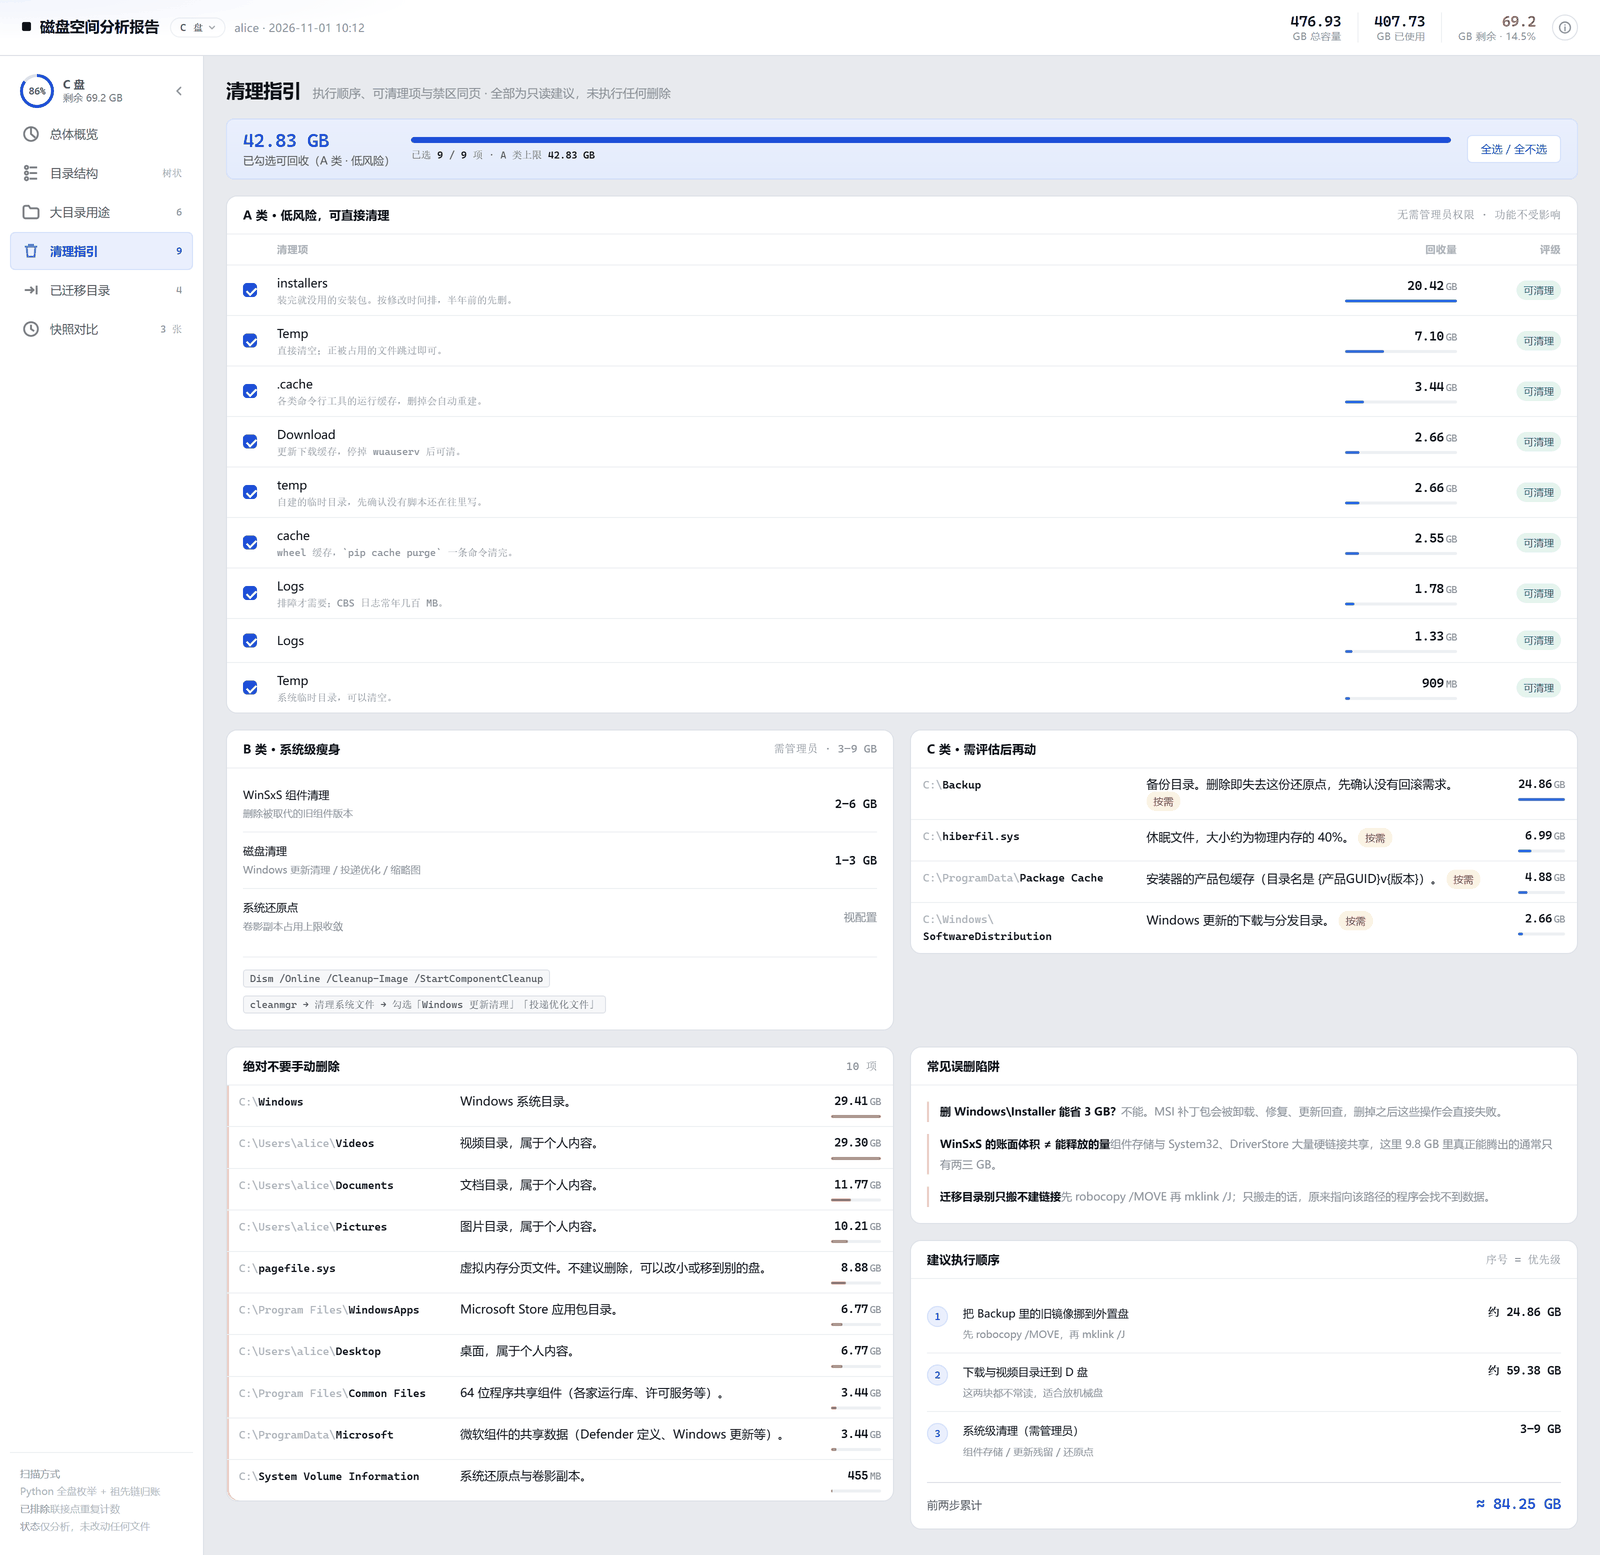 磁盘空间分析报告
C 盘
alice · 2026-11-01 10:12
476.93
GB 总容量
407.73
GB 已使用
69.2
GB 剩余 · 14.5%
86%
C 盘
剩余 69.2 GB
总体概览
目录结构
树状
大目录用途
6
清理指引
9
已迁移目录
4
快照对比
3 张
扫描方式
Python 全盘枚举 + 祖先链归账
已排除联接点重复计数
状态仅分析，未改动任何文件
清理指引
执行顺序、可清理项与禁区同页 · 全部为只读建议，未执行任何删除
42.83 GB
已勾选可回收（A 类 · 低风险）
已选 9 / 9 项 · A 类上限 42.83 GB
全选 / 全不选
A 类 · 低风险，可直接清理
无需管理员权限 · 功能不受影响
清理项
回收量
评级
installers
装完就没用的安装包。按修改时间排，半年前的先删。
20.42 GB
可清理
Temp
直接清空；正被占用的文件跳过即可。
7.10 GB
可清理
.cache
各类命令行工具的运行缓存，删掉会自动重建。
3.44 GB
可清理
Download
更新下载缓存，停掉 wuauserv 后可清。
2.66 GB
可清理
temp
自建的临时目录，先确认没有脚本还在往里写。
2.66 GB
可清理
cache
wheel 缓存，`pip cache purge` 一条命令清完。
2.55 GB
可清理
Logs
排障才需要；CBS 日志常年几百 MB。
1.78 GB
可清理
Logs
1.33 GB
可清理
Temp
系统临时目录，可以清空。
909 MB
可清理
B 类 · 系统级瘦身
需管理员 · 3–9 GB
WinSxS 组件清理
删除被取代的旧组件版本
2–6 GB
磁盘清理
Windows 更新清理 / 投递优化 / 缩略图
1–3 GB
系统还原点
卷影副本占用上限收敛
视配置
Dism /Online /Cleanup-Image /StartComponentCleanup
cleanmgr → 清理系统文件 → 勾选「Windows 更新清理」「投递优化文件」
C 类 · 需评估后再动
C:\Backup
备份目录。删除即失去这份还原点，先确认没有回滚需求。
按需
24.86 GB
C:\hiberfil.sys
休眠文件，大小约为物理内存的 40%。 按需
6.99 GB
C:\ProgramData\Package Cache
安装器的产品包缓存（目录名是 {产品GUID}v{版本}）。 按需
4.88 GB
C:\Windows\
SoftwareDistribution
Windows 更新的下载与分发目录。 按需
2.66 GB
绝对不要手动删除
10 项
C:\Windows
Windows 系统目录。
29.41 GB
C:\Users\alice\Videos
视频目录，属于个人内容。
29.30 GB
C:\Users\alice\Documents
文档目录，属于个人内容。
11.77 GB
C:\Users\alice\Pictures
图片目录，属于个人内容。
10.21 GB
C:\pagefile.sys
虚拟内存分页文件。不建议删除，可以改小或移到别的盘。
8.88 GB
C:\Program Files\WindowsApps
Microsoft Store 应用包目录。
6.77 GB
C:\Users\alice\Desktop
桌面，属于个人内容。
6.77 GB
C:\Program Files\Common Files
64 位程序共享组件（各家运行库、许可服务等）。
3.44 GB
C:\ProgramData\Microsoft
微软组件的共享数据（Defender 定义、Windows 更新等）。
3.44 GB
C:\System Volume Information
系统还原点与卷影副本。
455 MB
常见误删陷阱
删 Windows\Installer 能省 3 GB？ 不能。MSI 补丁包会被卸载、修复、更新回查，删掉之后这些操作会直接失败。
WinSxS 的账面体积 ≠ 能释放的量组件存储与 System32、DriverStore 大量硬链接共享，这里 9.8 GB 里真正能腾出的通常只
有两三 GB。
迁移目录别只搬不建链接先 robocopy /MOVE 再 mklink /J；只搬走的话，原来指向该路径的程序会找不到数据。
建议执行顺序
序号 = 优先级
1
把 Backup 里的旧镜像挪到外置盘
先 robocopy /MOVE，再 mklink /J
约 24.86 GB
2
下载与视频目录迁到 D 盘
这两块都不常读，适合放机械盘
约 59.38 GB
3
系统级清理（需管理员）
组件存储 / 更新残留 / 还原点
3–9 GB
前两步累计
≈ 84.25 GB